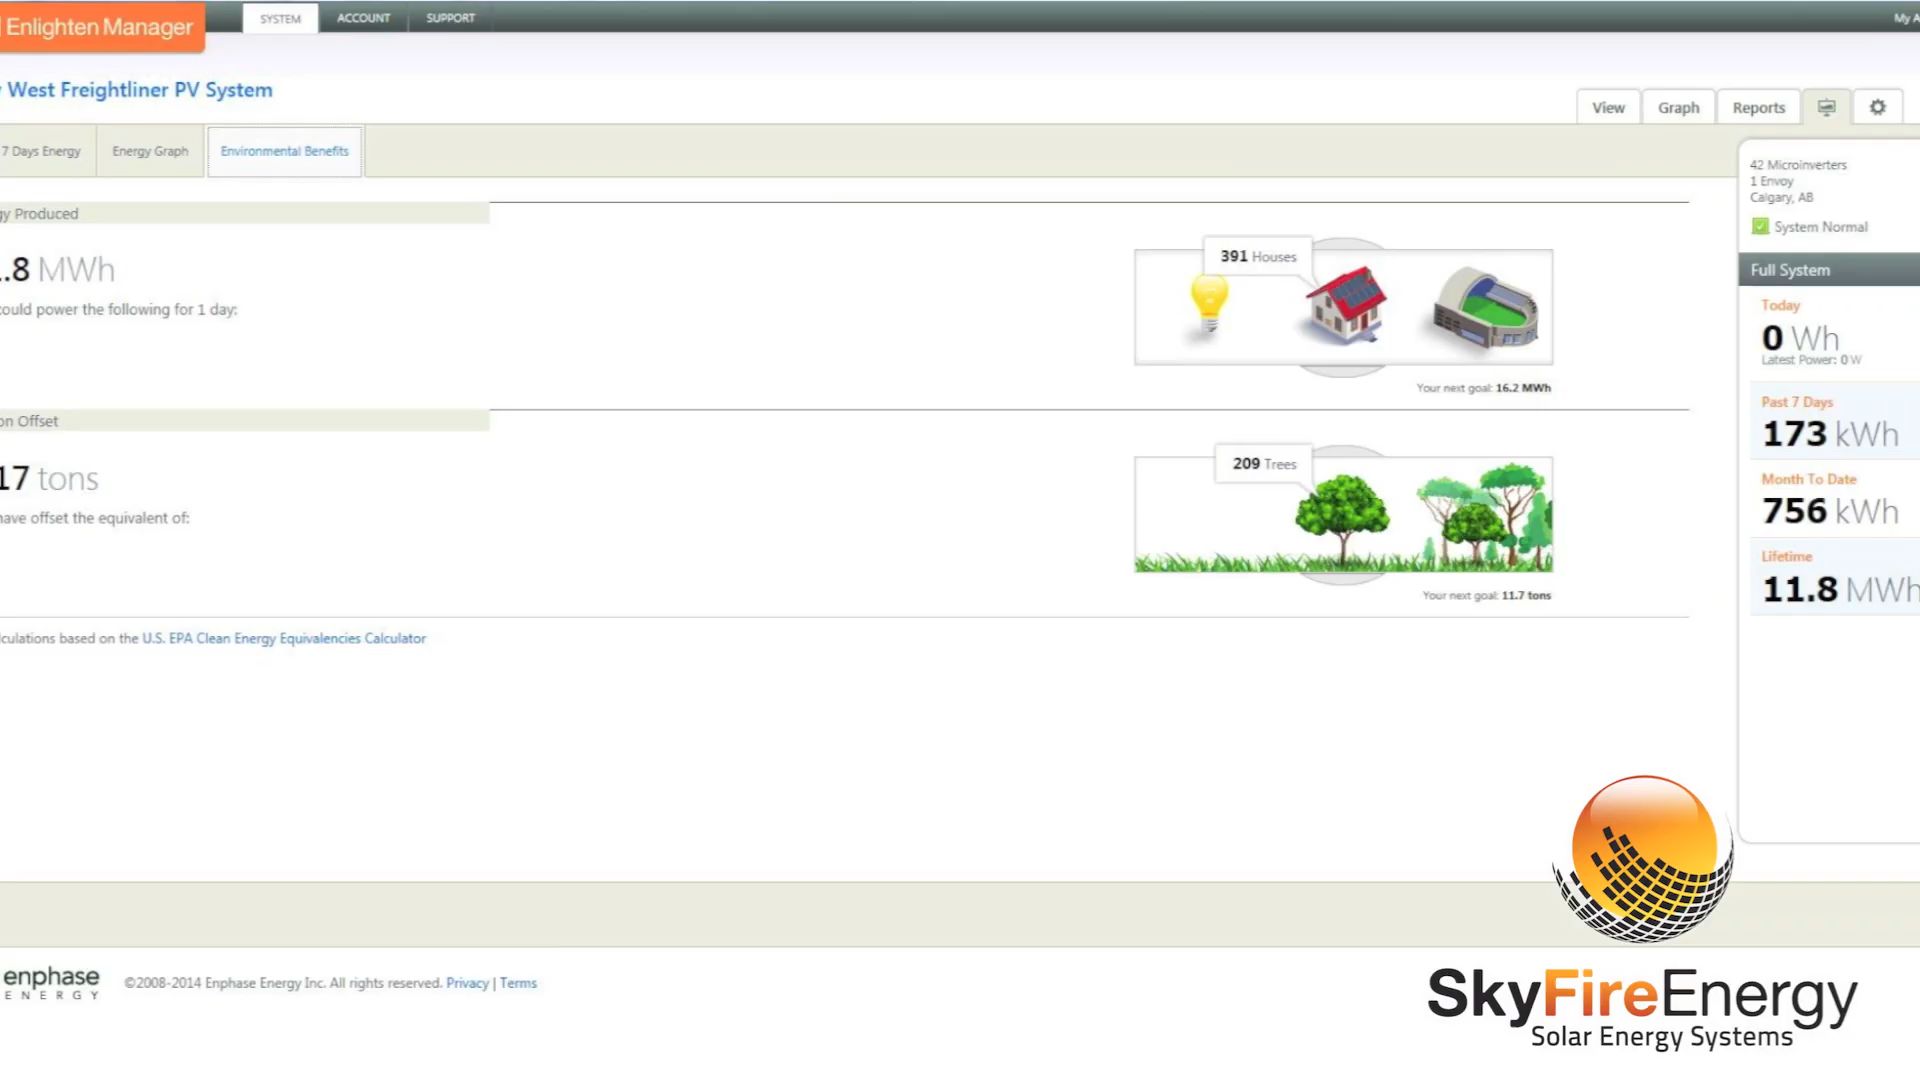 Enlighten Manager
SYSTEM
ACCOUNT
SUPPORT
My A
West Freightliner PV System
View
Graph
Reports
7 Days Energy
Energy Graph
Environmental Benefits
42 Microinverters
1 Envoy
Calgary, AB
System Normal
gy Produced
.8 MWh
ould power the following for 1 day:
391 Houses
Your next goal: 16.2 MWh
Full System
Today
0 Wh
Latest Power: 0 W
Past 7 Days
173 kWh
Month To Date
756 kWh
Lifetime
11.8 MWh
on Offset
17 tons
have offset the equivalent of:
209 Trees
Your next goal: 11.7 tons
culations based on the U.S. EPA Clean Energy Equivalencies Calculator
enphase
ENERGY
©2008-2014 Enphase Energy Inc. All rights reserved. Privacy | Terms
SkyFireEnergy
Solar Energy Systems